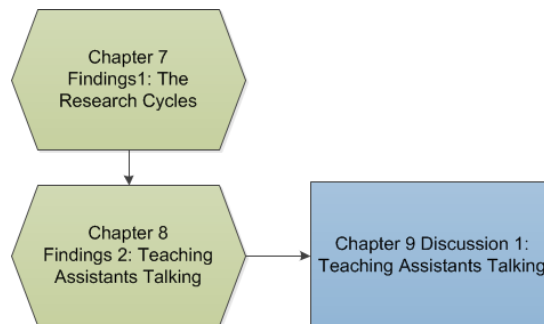 Chapter 7
Findings1: The
Research Cycles
Chapter 8
Findings 2: Teaching
Assistants Talking
Chapter 9 Discussion 1:
Teaching Assistants Talking